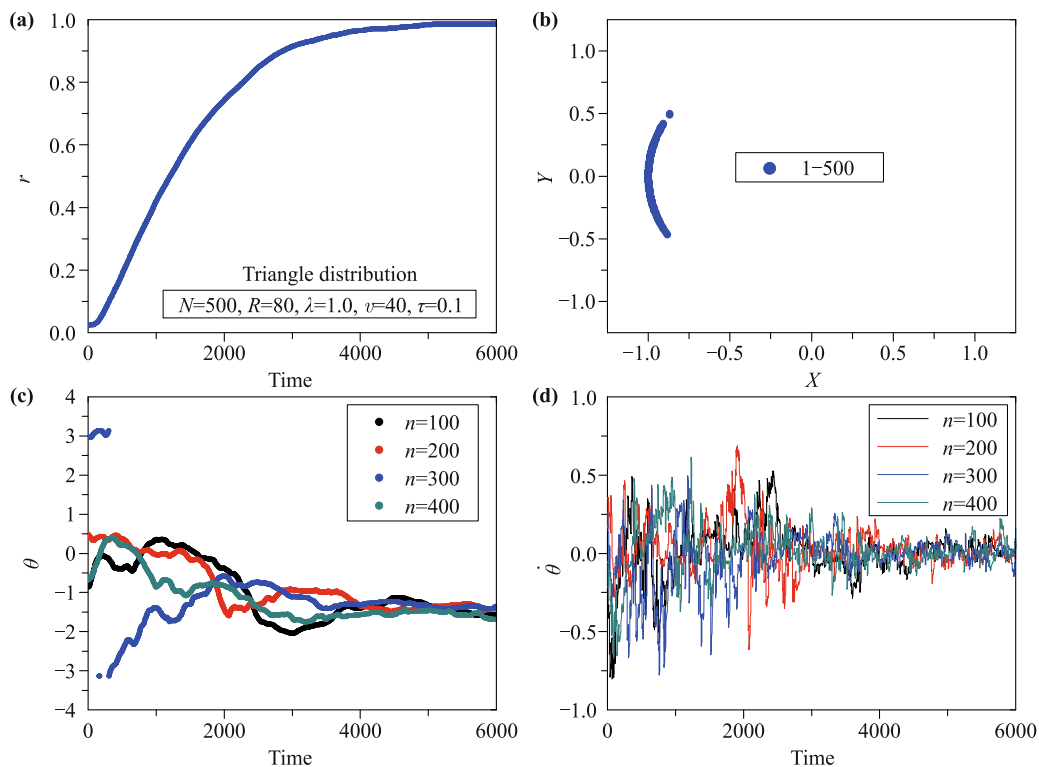 (a)
1.0
0.8
0.6
0.4
0.2
0.0
r
Triangle distribution
N=500, R=80, λ=1.0, υ=40, τ=0.1
0 2000 4000 6000
Time
(b)
1.0
0.5
0.0
−0.5
−1.0
Y
1−500
−1.0 −0.5 0.0 0.5 1.0
X
(c)
4
3
2
1
0
−1
−2
−3
−4
θ
n=100
n=200
n=300
n=400
0 2000 4000 6000
Time
(d)
1.0
0.5
0.0
−0.5
−1.0
θ̇
n=100
n=200
n=300
n=400
0 2000 4000 6000
Time